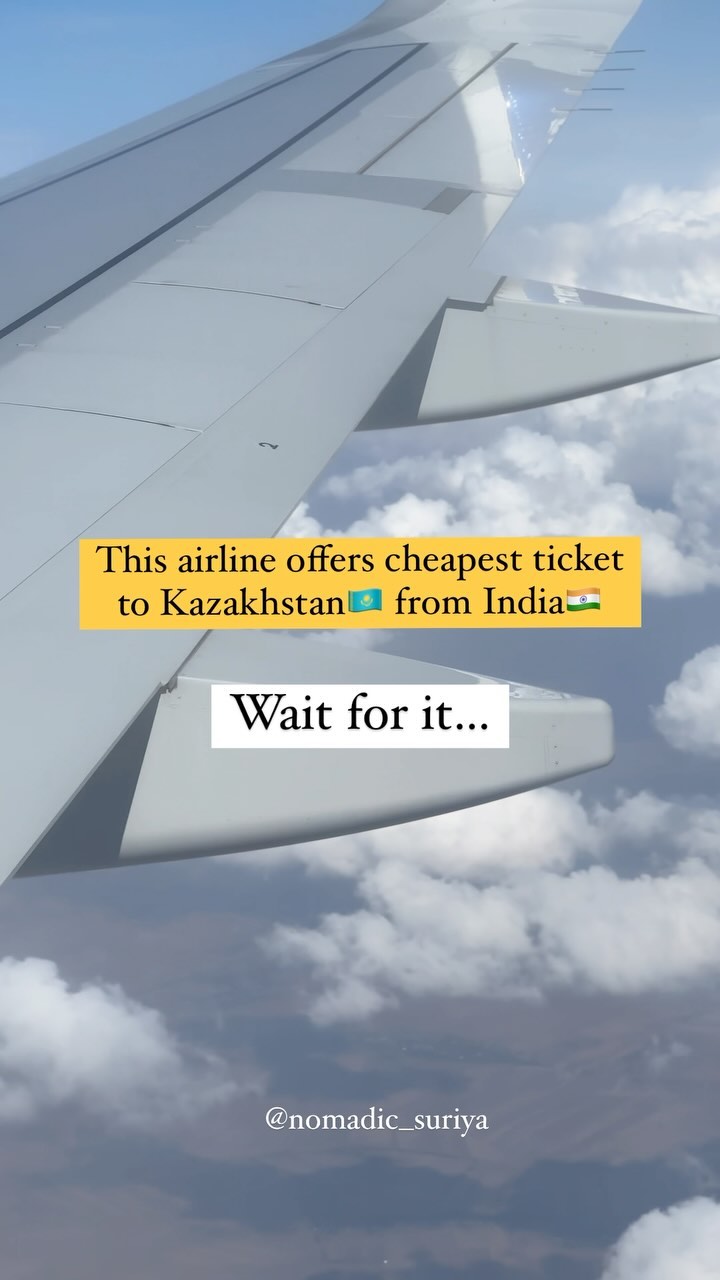 This airline offers cheapest ticket
to Kazakhstan🇰🇿 from India🇮🇳
Wait for it...
@nomadic_suriya